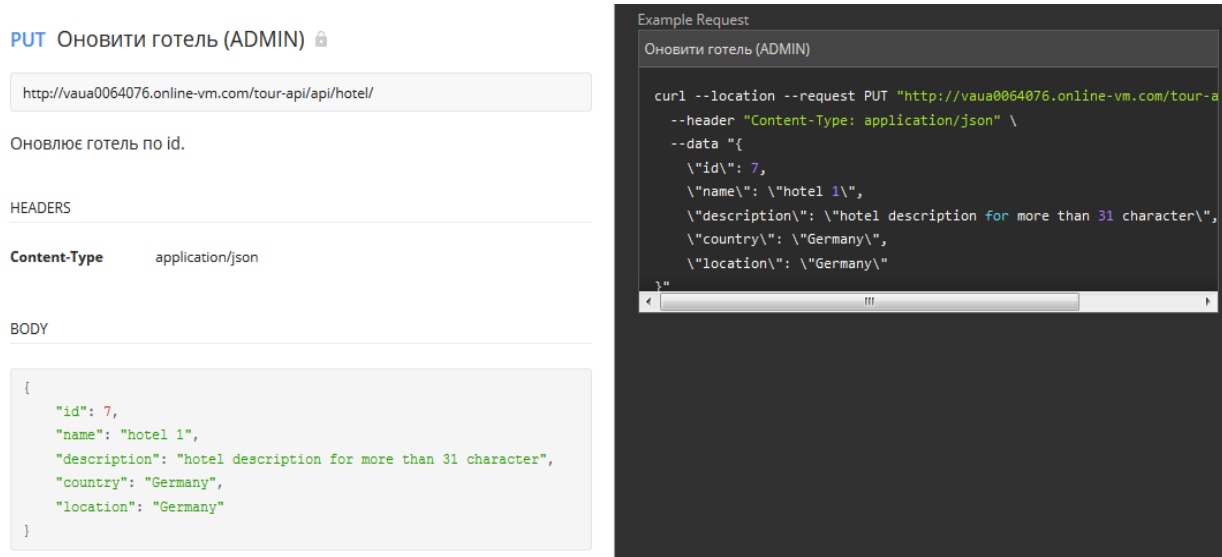 PUT Оновити готель (ADMIN)
http://vaua0064076.online-vm.com/tour-api/api/hotel/
Оновлює готель по id.
HEADERS
Content-Type application/json
BODY
{
"id": 7,
"name": "hotel 1",
"description": "hotel description for more than 31 character",
"country": "Germany",
"location": "Germany"
}
Example Request
Оновити готель (ADMIN)
curl --location --request PUT "http://vaua0064076.online-vm.com/tour-a
--header "Content-Type: application/json" \
--data "{
\"id\": 7,
\"name\": \"hotel 1\",
\"description\": \"hotel description for more than 31 character\",
\"country\": \"Germany\",
\"location\": \"Germany\"
}"